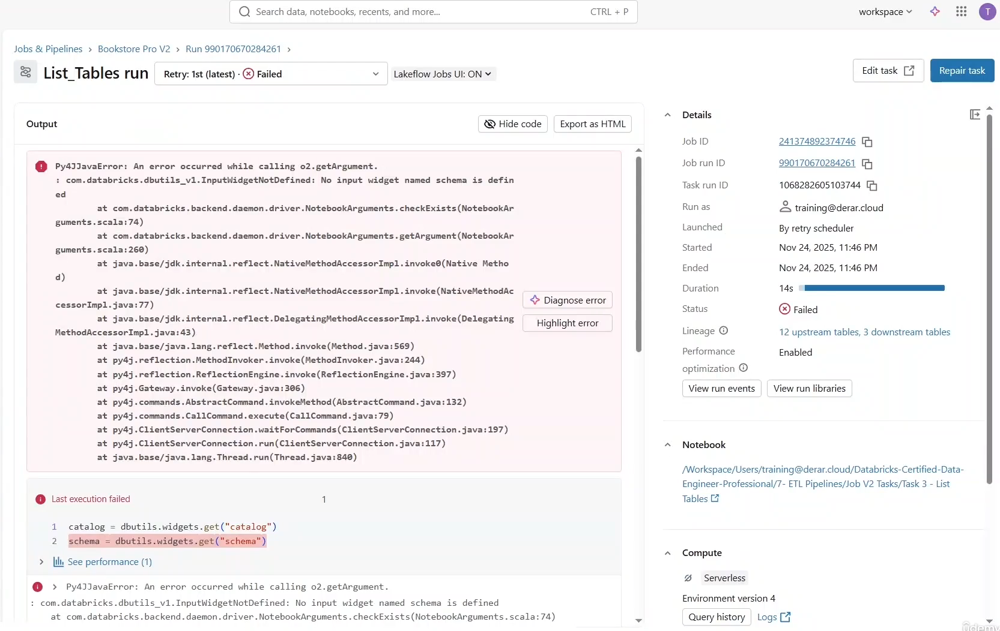 Search data, notebooks, recents, and more... CTRL + P
workspace
T
Jobs & Pipelines › Bookstore Pro V2 › Run 990170670284261 ›
List_Tables run
Retry: 1st (latest) · Failed
Lakeflow Jobs UI: ON
Edit task
Repair task
Output
Hide code
Export as HTML
Py4JJavaError: An error occurred while calling o2.getArgument.
: com.databricks.dbutils_v1.InputWidgetNotDefined: No input widget named schema is defin
ed
at com.databricks.backend.daemon.driver.NotebookArguments.checkExists(NotebookAr
guments.scala:74)
at com.databricks.backend.daemon.driver.NotebookArguments.getArgument(NotebookAr
guments.scala:260)
at java.base/jdk.internal.reflect.NativeMethodAccessorImpl.invoke0(Native Metho
d)
at java.base/jdk.internal.reflect.NativeMethodAccessorImpl.invoke(NativeMethodAc
cessorImpl.java:77)
at java.base/jdk.internal.reflect.DelegatingMethodAccessorImpl.invoke(Delegating
MethodAccessorImpl.java:43)
at java.base/java.lang.reflect.Method.invoke(Method.java:569)
at py4j.reflection.MethodInvoker.invoke(MethodInvoker.java:244)
at py4j.reflection.ReflectionEngine.invoke(ReflectionEngine.java:397)
at py4j.Gateway.invoke(Gateway.java:306)
at py4j.commands.AbstractCommand.invokeMethod(AbstractCommand.java:132)
at py4j.commands.CallCommand.execute(CallCommand.java:79)
at py4j.ClientServerConnection.waitForCommands(ClientServerConnection.java:197)
at py4j.ClientServerConnection.run(ClientServerConnection.java:117)
at java.base/java.lang.Thread.run(Thread.java:840)
Diagnose error
Highlight error
Last execution failed 1
1 catalog = dbutils.widgets.get("catalog")
2 schema = dbutils.widgets.get("schema")
See performance (1)
Py4JJavaError: An error occurred while calling o2.getArgument.
: com.databricks.dbutils_v1.InputWidgetNotDefined: No input widget named schema is defined
at com.databricks.backend.daemon.driver.NotebookArguments.checkExists(NotebookArguments.scala:74)
Details
Job ID 241374892374746
Job run ID 990170670284261
Task run ID 1068282605103744
Run as training@derar.cloud
Launched By retry scheduler
Started Nov 24, 2025, 11:46 PM
Ended Nov 24, 2025, 11:46 PM
Duration 14s
Status Failed
Lineage 12 upstream tables, 3 downstream tables
Performance Enabled
optimization
View run events
View run libraries
Notebook
/Workspace/Users/training@derar.cloud/Databricks-Certified-Data-
Engineer-Professional/7- ETL Pipelines/Job V2 Tasks/Task 3 - List
Tables
Compute
Serverless
Environment version 4
Query history
Logs
ûdemy